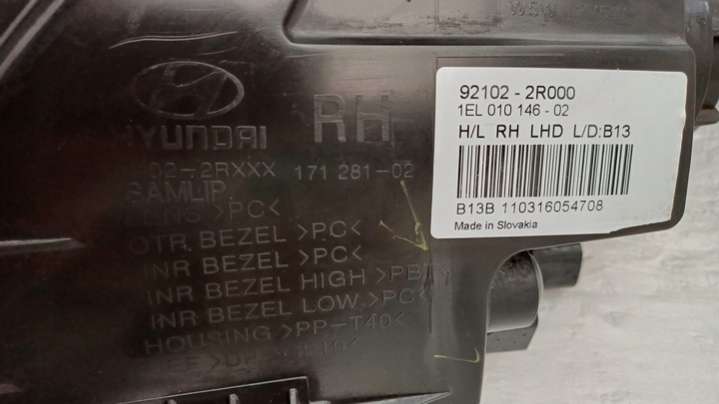 HYUNDAI
RH
02-2RXXX 171 281-02
SAMLIP
LENS >PC<
OTR. BEZEL >PC<
INR BEZEL >PC<
INR BEZEL HIGH
INR BEZEL LOW. >PC<
HOUSING >PP-T40<
92102 - 2R000
1EL 010 146 - 02
H/L RH LHD L/D:B13
B13B 110316054708
Made in Slovakia